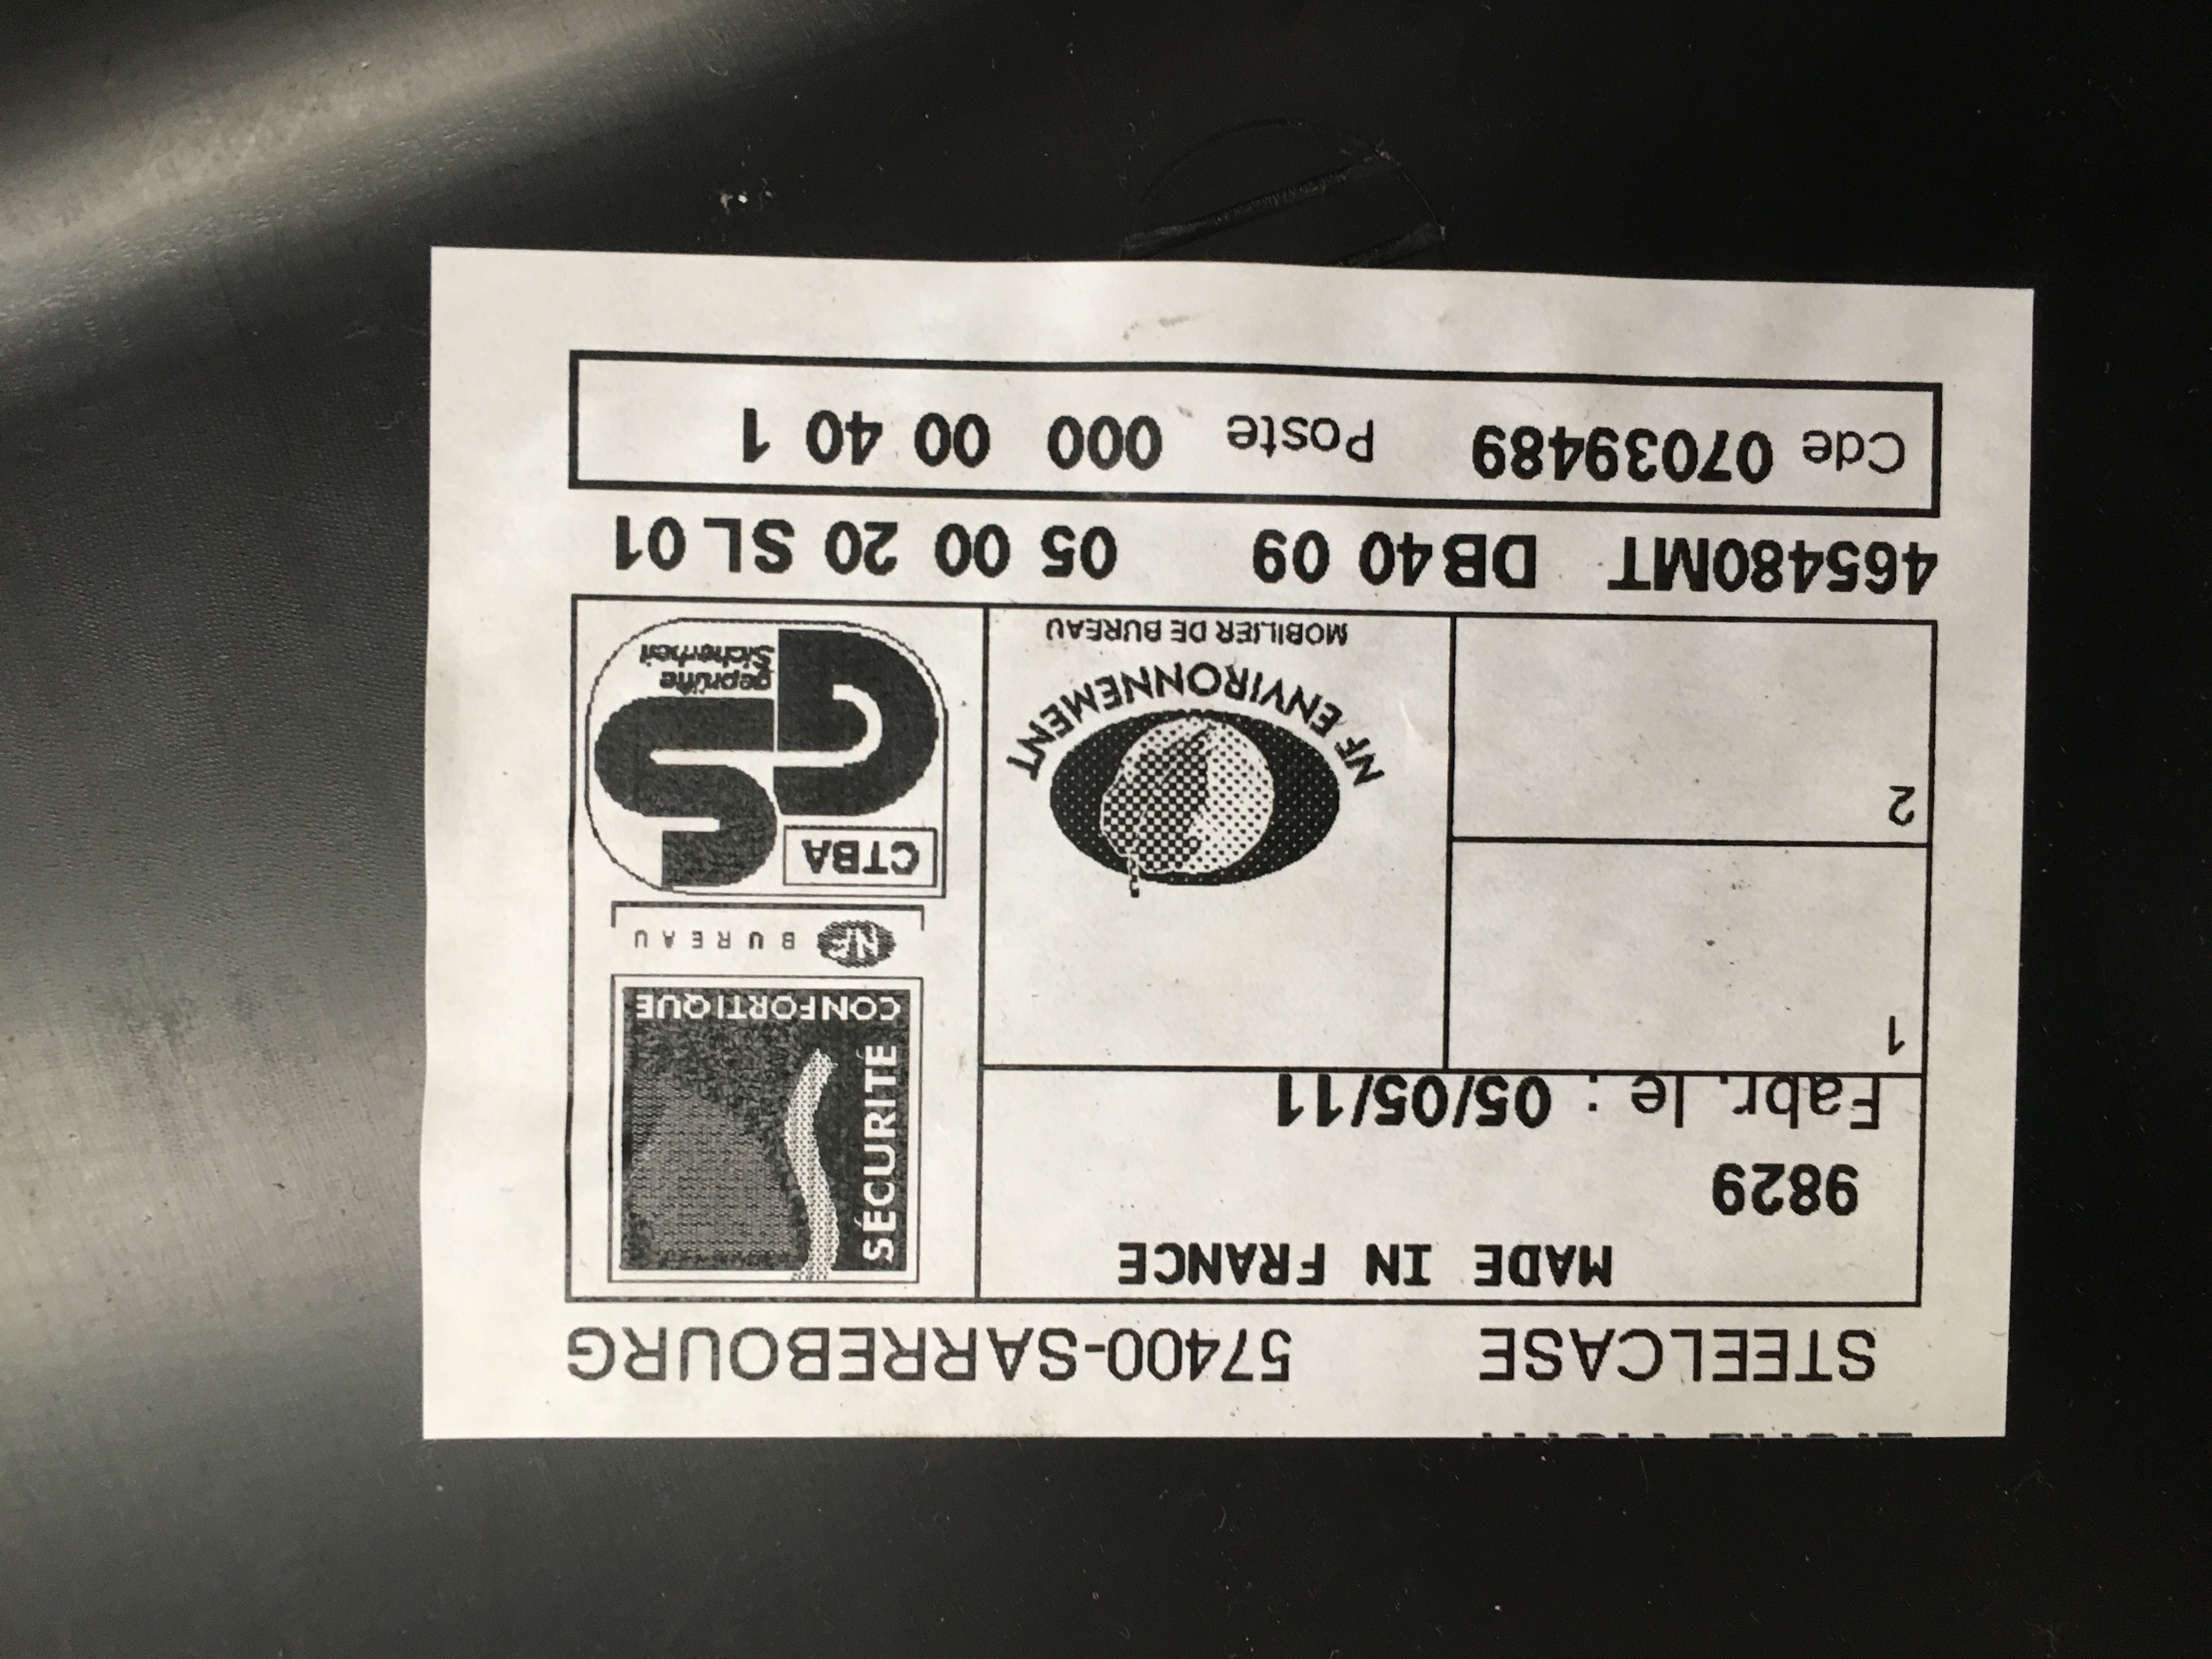 STEELCASE 57400-SARREBOURG
MADE IN FRANCE
9829
Fabr. le : 05/05/11
1
2
NF ENVIRONNEMENT
MOBILIER DE BUREAU
SÉCURITÉ
CONFORTIQUE
NF BUREAU
CTBA
geprüfte
Sicherheit
465480MT DB40 09 05 00 20 SL 01
Cde 07039489 Poste 000 00 40 1